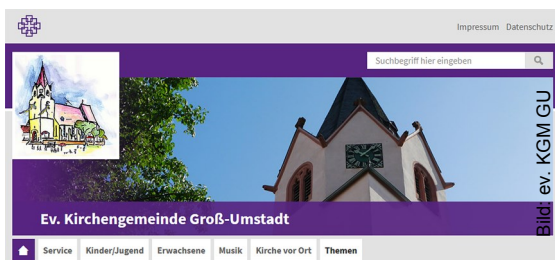 Impressum Datenschutz
Suchbegriff hier eingeben
Bild: ev. KGM GU
Ev. Kirchengemeinde Groß-Umstadt
Service Kinder/Jugend Erwachsene Musik Kirche vor Ort Themen